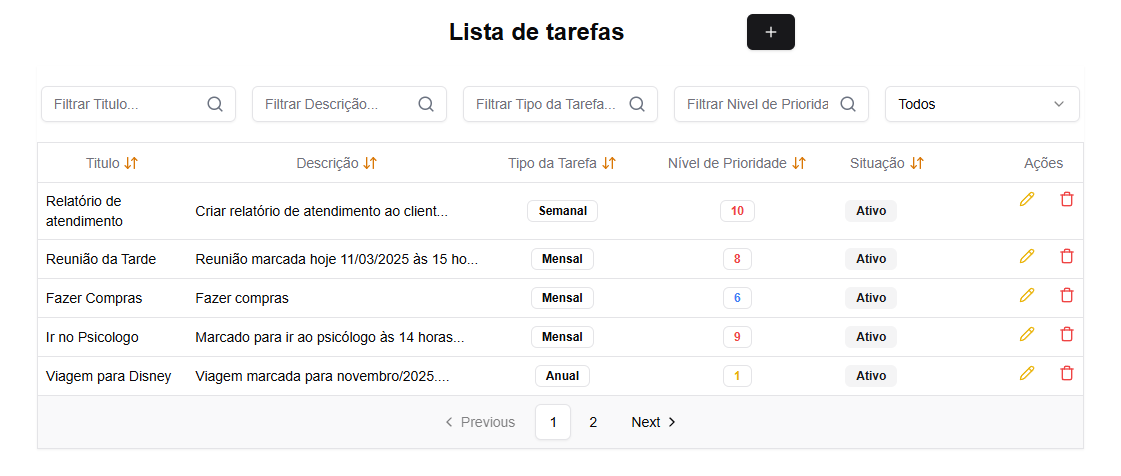 Lista de tarefas
+
Filtrar Titulo... Filtrar Descrição... Filtrar Tipo da Tarefa... Filtrar Nivel de Priorida Todos
Titulo Descrição Tipo da Tarefa Nível de Prioridade Situação Ações
Relatório de
atendimento Criar relatório de atendimento ao client... Semanal 10 Ativo
Reunião da Tarde Reunião marcada hoje 11/03/2025 às 15 ho... Mensal 8 Ativo
Fazer Compras Fazer compras Mensal 6 Ativo
Ir no Psicologo Marcado para ir ao psicólogo às 14 horas... Mensal 9 Ativo
Viagem para Disney Viagem marcada para novembro/2025.... Anual 1 Ativo
Previous 1 2 Next